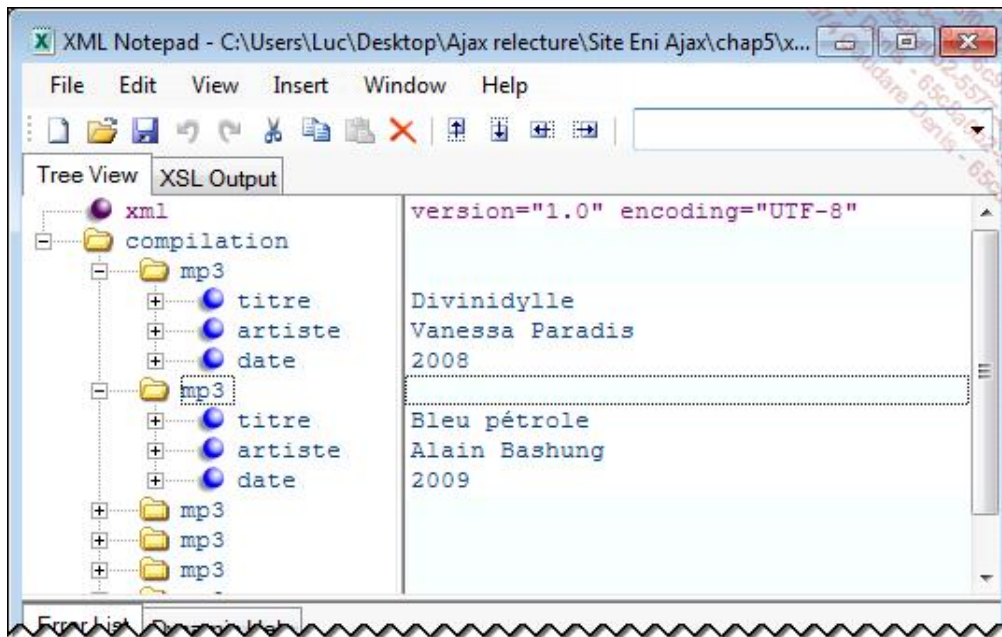 XML Notepad - C:\Users\Luc\Desktop\Ajax relecture\Site Eni Ajax\chap5\x...
File Edit View Insert Window Help
Tree View XSL Output
xml version="1.0" encoding="UTF-8"
compilation
mp3
titre Divinidylle
artiste Vanessa Paradis
date 2008
mp3
titre Bleu pétrole
artiste Alain Bashung
date 2009
mp3
mp3
mp3
Error List